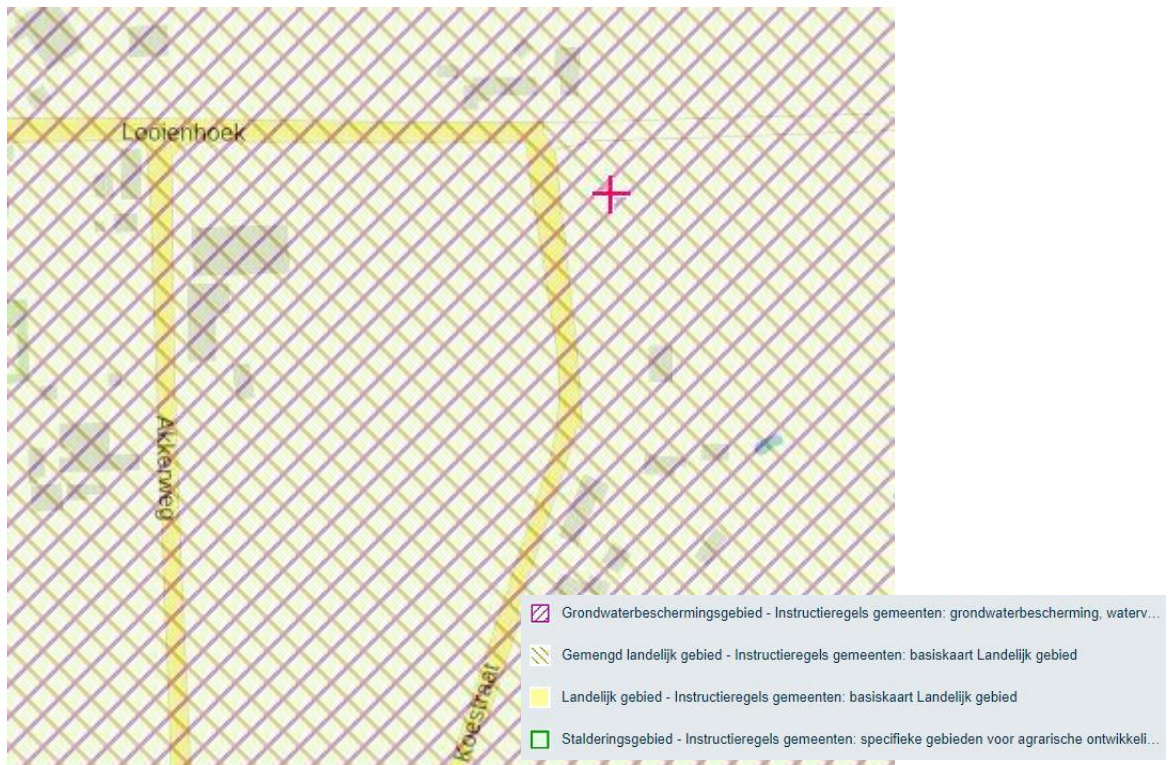 Looienhoek
Akkerweg
Koestraat
Grondwaterbeschermingsgebied - Instructieregels gemeenten: grondwaterbescherming, waterv...
Gemengd landelijk gebied - Instructieregels gemeenten: basiskaart Landelijk gebied
Landelijk gebied - Instructieregels gemeenten: basiskaart Landelijk gebied
Stalderingsgebied - Instructieregels gemeenten: specifieke gebieden voor agrarische ontwikkeli...